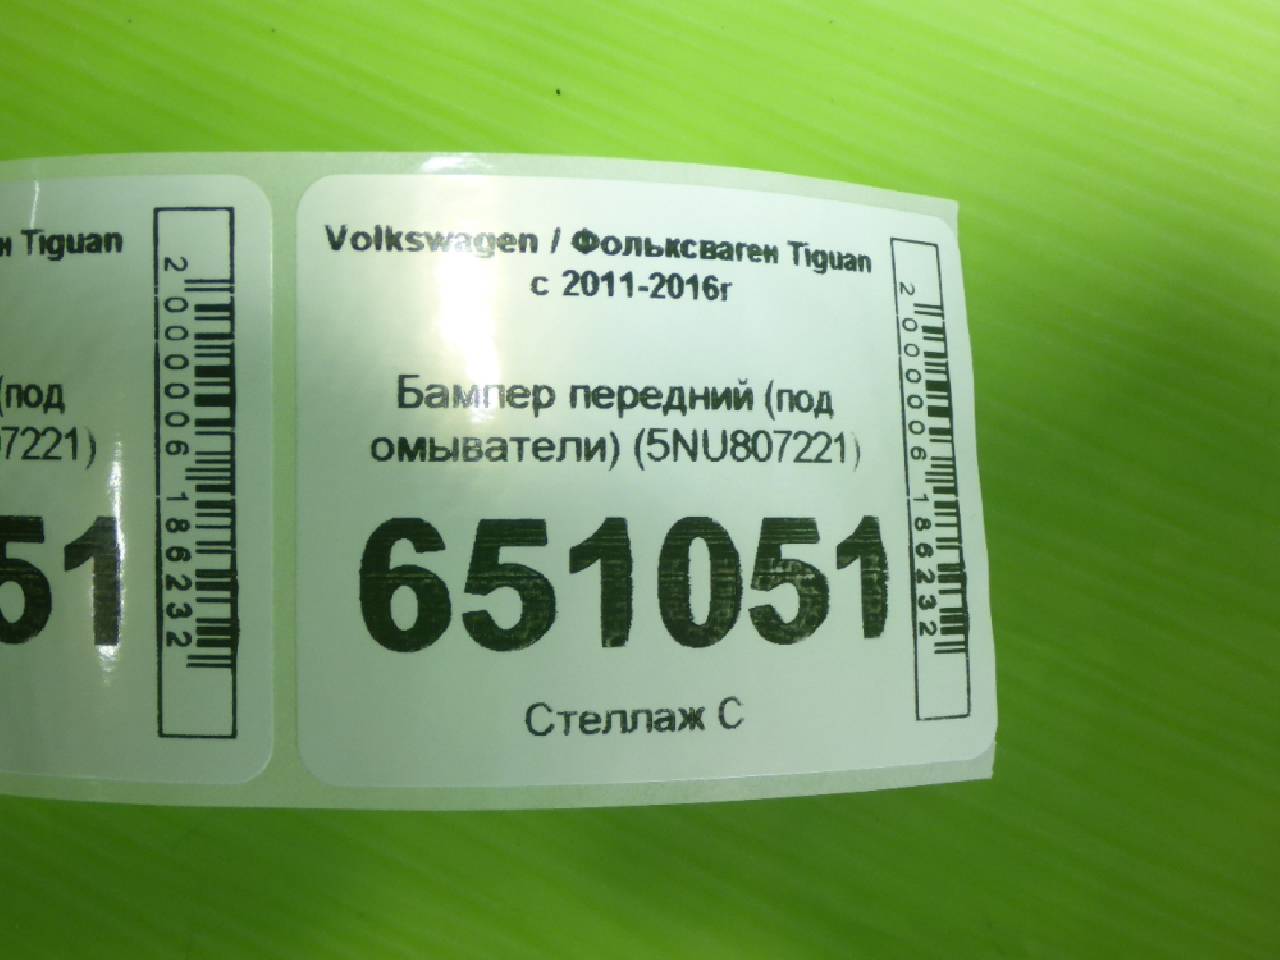 н Tiguan
(под
07221)
51
2000006186232
Volkswagen / Фольксваген Tiguan
с 2011-2016г
Бампер передний (под
омыватели) (5NU807221)
651051
Стеллаж С
2000006186232